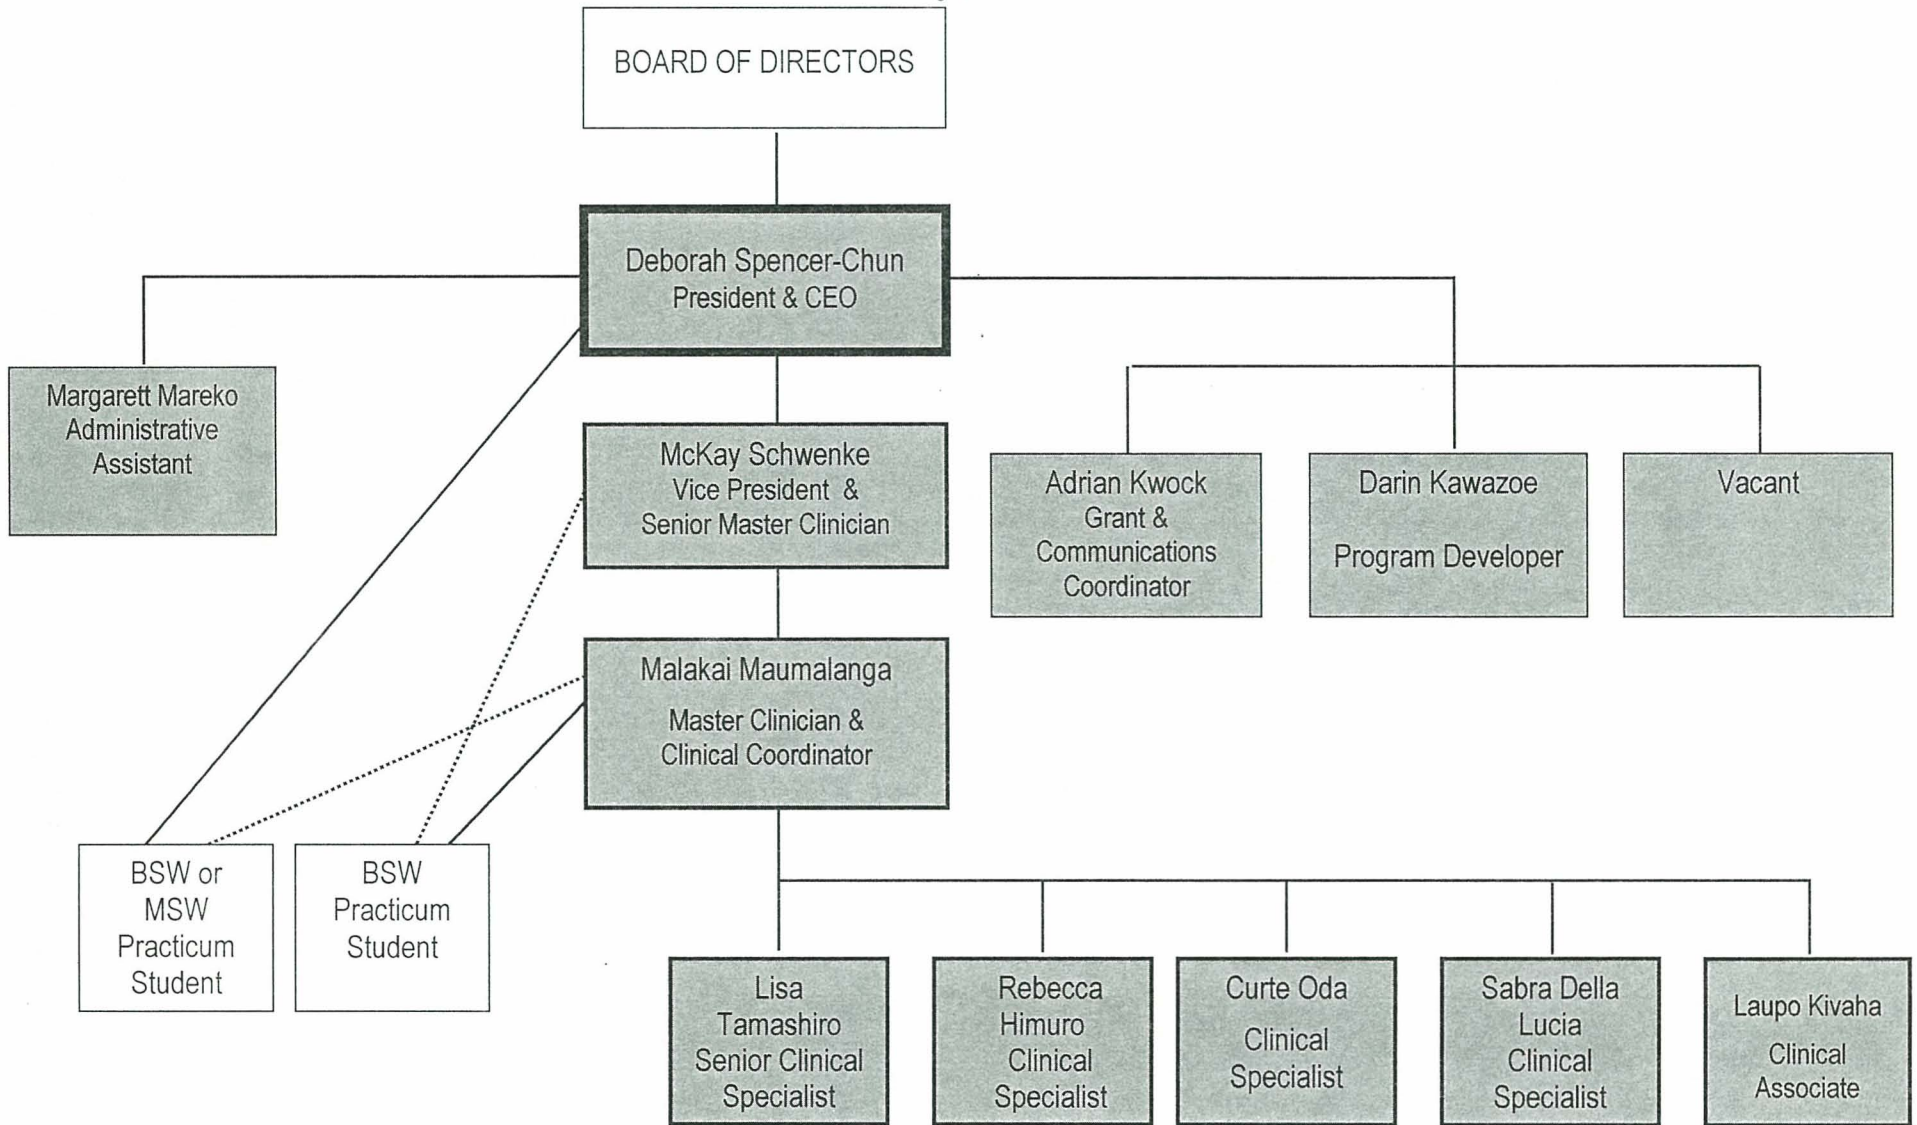 BOARD OF DIRECTORS
Deborah Spencer-Chun
President & CEO
Margarett Mareko
Administrative
Assistant
McKay Schwenke
Vice President &
Senior Master Clinician
Adrian Kwock
Grant &
Communications
Coordinator
Darin Kawazoe
Program Developer
Vacant
Malakai Maumalanga
Master Clinician &
Clinical Coordinator
BSW or
MSW
Practicum
Student
BSW
Practicum
Student
Lisa
Tamashiro
Senior Clinical
Specialist
Rebecca
Himuro
Clinical
Specialist
Curte Oda
Clinical
Specialist
Sabra Della
Lucia
Clinical
Specialist
Laupo Kivaha
Clinical
Associate